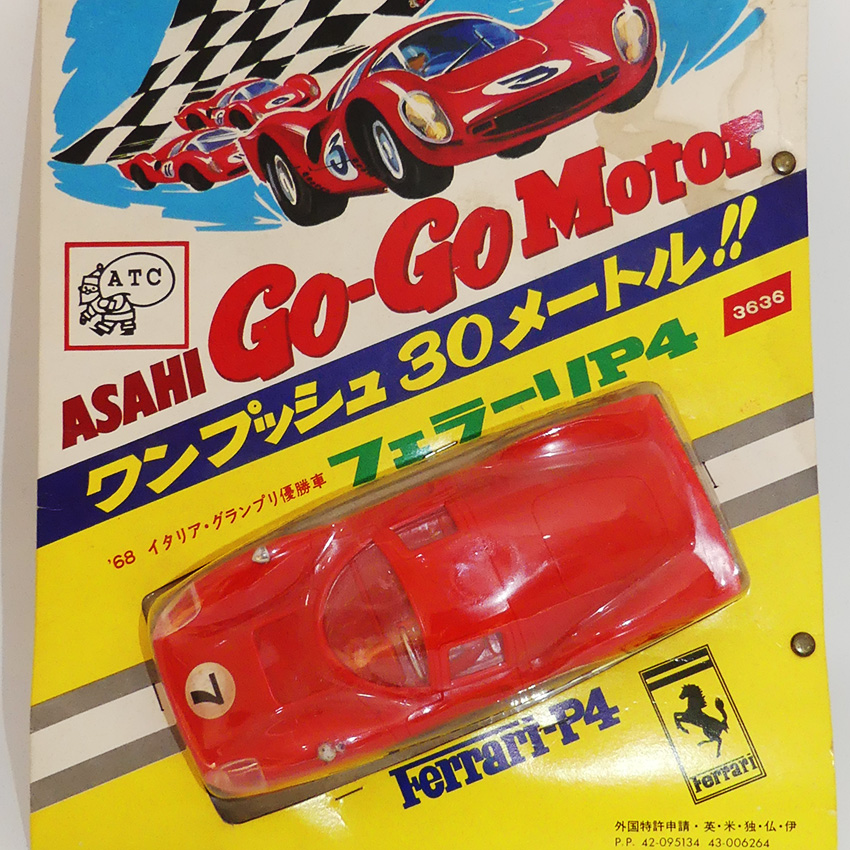 Go-Go Motor
ATC
ASAHI
ワンプッシュ30メートル!!
3636
フェラーリP4
'68 イタリア・グランプリ優勝車
7
Ferrari-P4
Ferrari
外国特許申請・英・米・独・仏・伊
P.P. 42-095134 43-006264